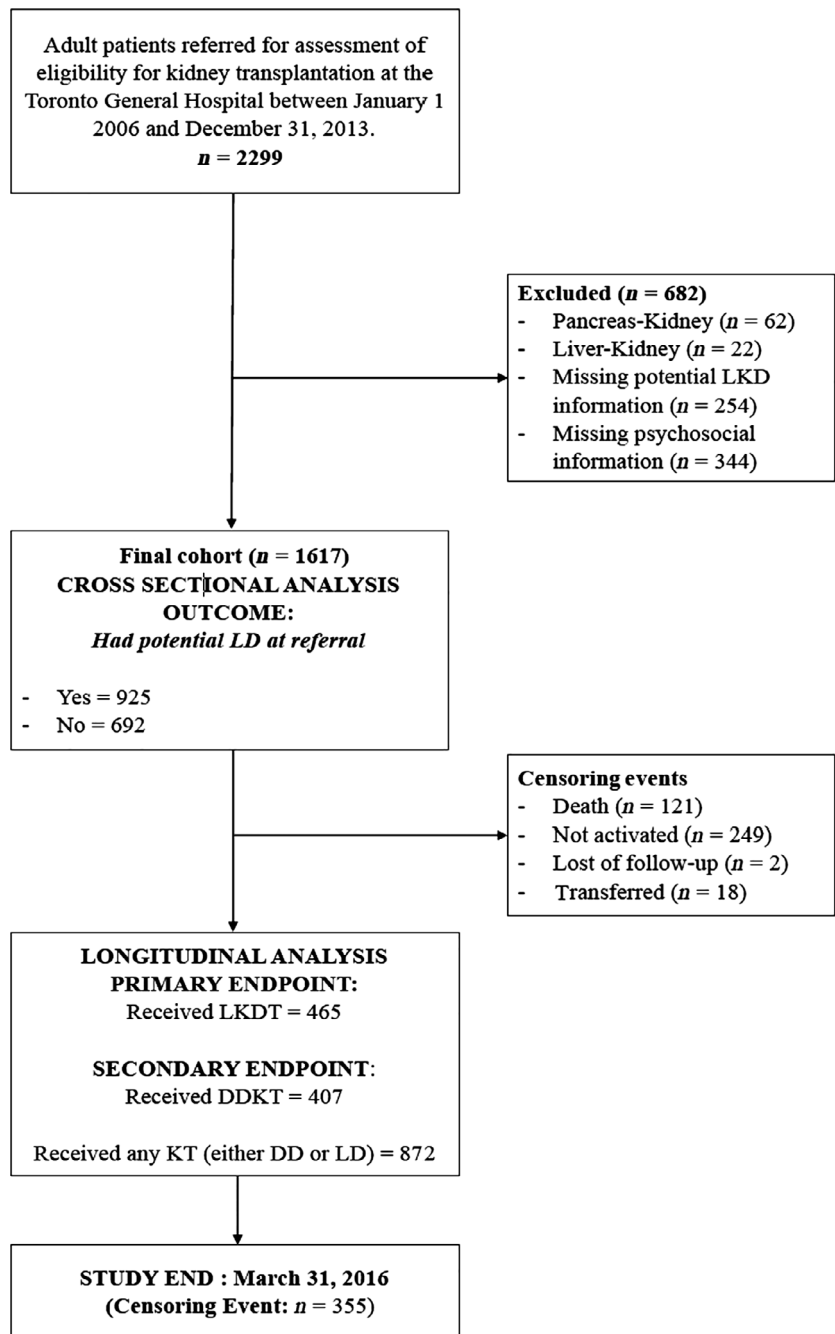 Adult patients referred for assessment of
eligibility for kidney transplantation at the
Toronto General Hospital between January 1
2006 and December 31, 2013.
n = 2299
Excluded (n = 682)
- Pancreas-Kidney (n = 62)
- Liver-Kidney (n = 22)
- Missing potential LKD
information (n = 254)
- Missing psychosocial
information (n = 344)
Final cohort (n = 1617)
CROSS SECTIONAL ANALYSIS
OUTCOME:
Had potential LD at referral
- Yes = 925
- No = 692
Censoring events
- Death (n = 121)
- Not activated (n = 249)
- Lost of follow-up (n = 2)
- Transferred (n = 18)
LONGITUDINAL ANALYSIS
PRIMARY ENDPOINT:
Received LKDT = 465
SECONDARY ENDPOINT:
Received DDKT = 407
Received any KT (either DD or LD) = 872
STUDY END : March 31, 2016
(Censoring Event: n = 355)